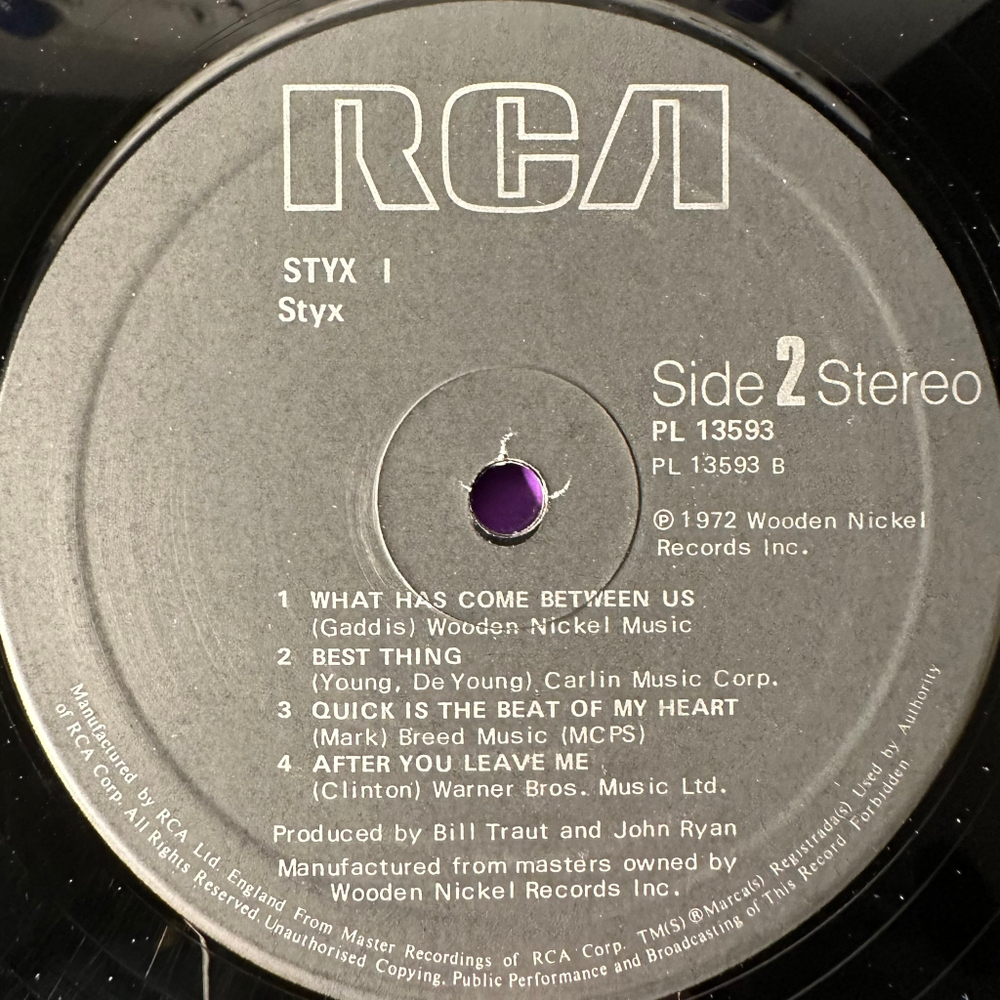 RCA
STYX I
Styx
Side 2 Stereo
PL 13593
PL 13593 B
Ⓟ 1972 Wooden Nickel
Records Inc.
1 WHAT HAS COME BETWEEN US
(Gaddis) Wooden Nickel Music
2 BEST THING
(Young, De Young) Carlin Music Corp.
3 QUICK IS THE BEAT OF MY HEART
(Mark) Breed Music (MCPS)
4 AFTER YOU LEAVE ME
(Clinton) Warner Bros. Music Ltd.
Produced by Bill Traut and John Ryan
Manufactured from masters owned by
Wooden Nickel Records Inc.
Manufactured by RCA Ltd. England From Master Recordings of RCA Corp. TM(S) ® Marca(s) Registrada(s) Used by Authority
of RCA Corp. All Rights Reserved. Unauthorised Copying, Public Performance and Broadcasting of This Record Forbidden